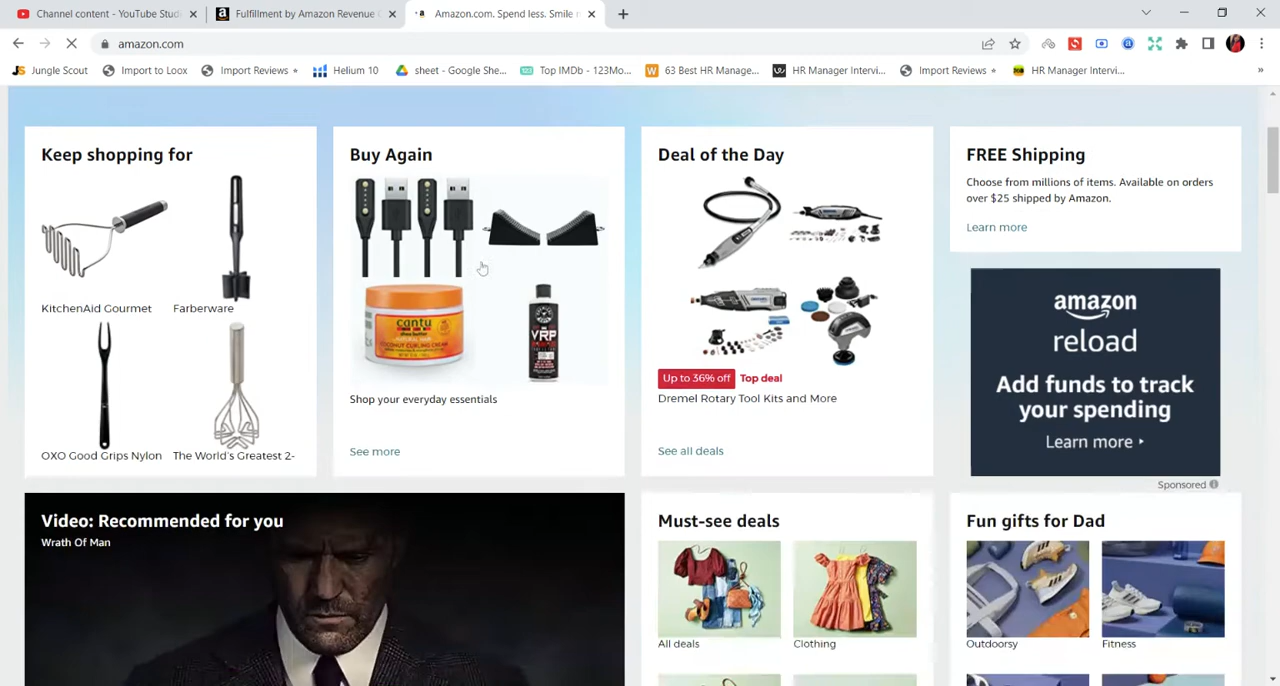 Channel content - YouTube Stud
Fulfillment by Amazon Revenue
Amazon.com. Spend less. Smile
amazon.com
Jungle Scout
Import to Loox
Import Reviews
Helium 10
sheet - Google She...
Top IMDb - 123Mo...
63 Best HR Manage...
HR Manager Intervi...
Import Reviews
HR Manager Intervi...
Keep shopping for
KitchenAid Gourmet
Farberware
OXO Good Grips Nylon
The World's Greatest 2-
Buy Again
cantu
shea butter
COCONUT CURLING CREAM
VRP
Shop your everyday essentials
See more
Deal of the Day
Up to 36% off
Top deal
Dremel Rotary Tool Kits and More
See all deals
FREE Shipping
Choose from millions of items. Available on orders
over $25 shipped by Amazon.
Learn more
amazon
reload
Add funds to track
your spending
Learn more
Sponsored
Video: Recommended for you
Wrath Of Man
Must-see deals
All deals
Clothing
Fun gifts for Dad
Outdoorsy
Fitness